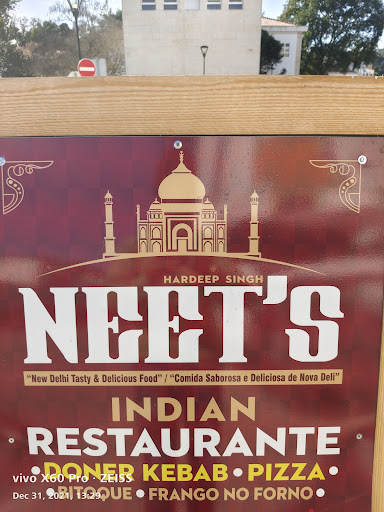 HARDEEP SINGH
NEET'S
"New Delhi Tasty & Delicious Food" / "Comida Saborosa e Deliciosa de Nova Deli"
INDIAN
RESTAURANTE
•DONER KEBAB•PIZZA•
•BITOQUE•FRANGO NO FORNO•
vivo X60 Pro · ZEISS
Dec 31, 2021, 13:29